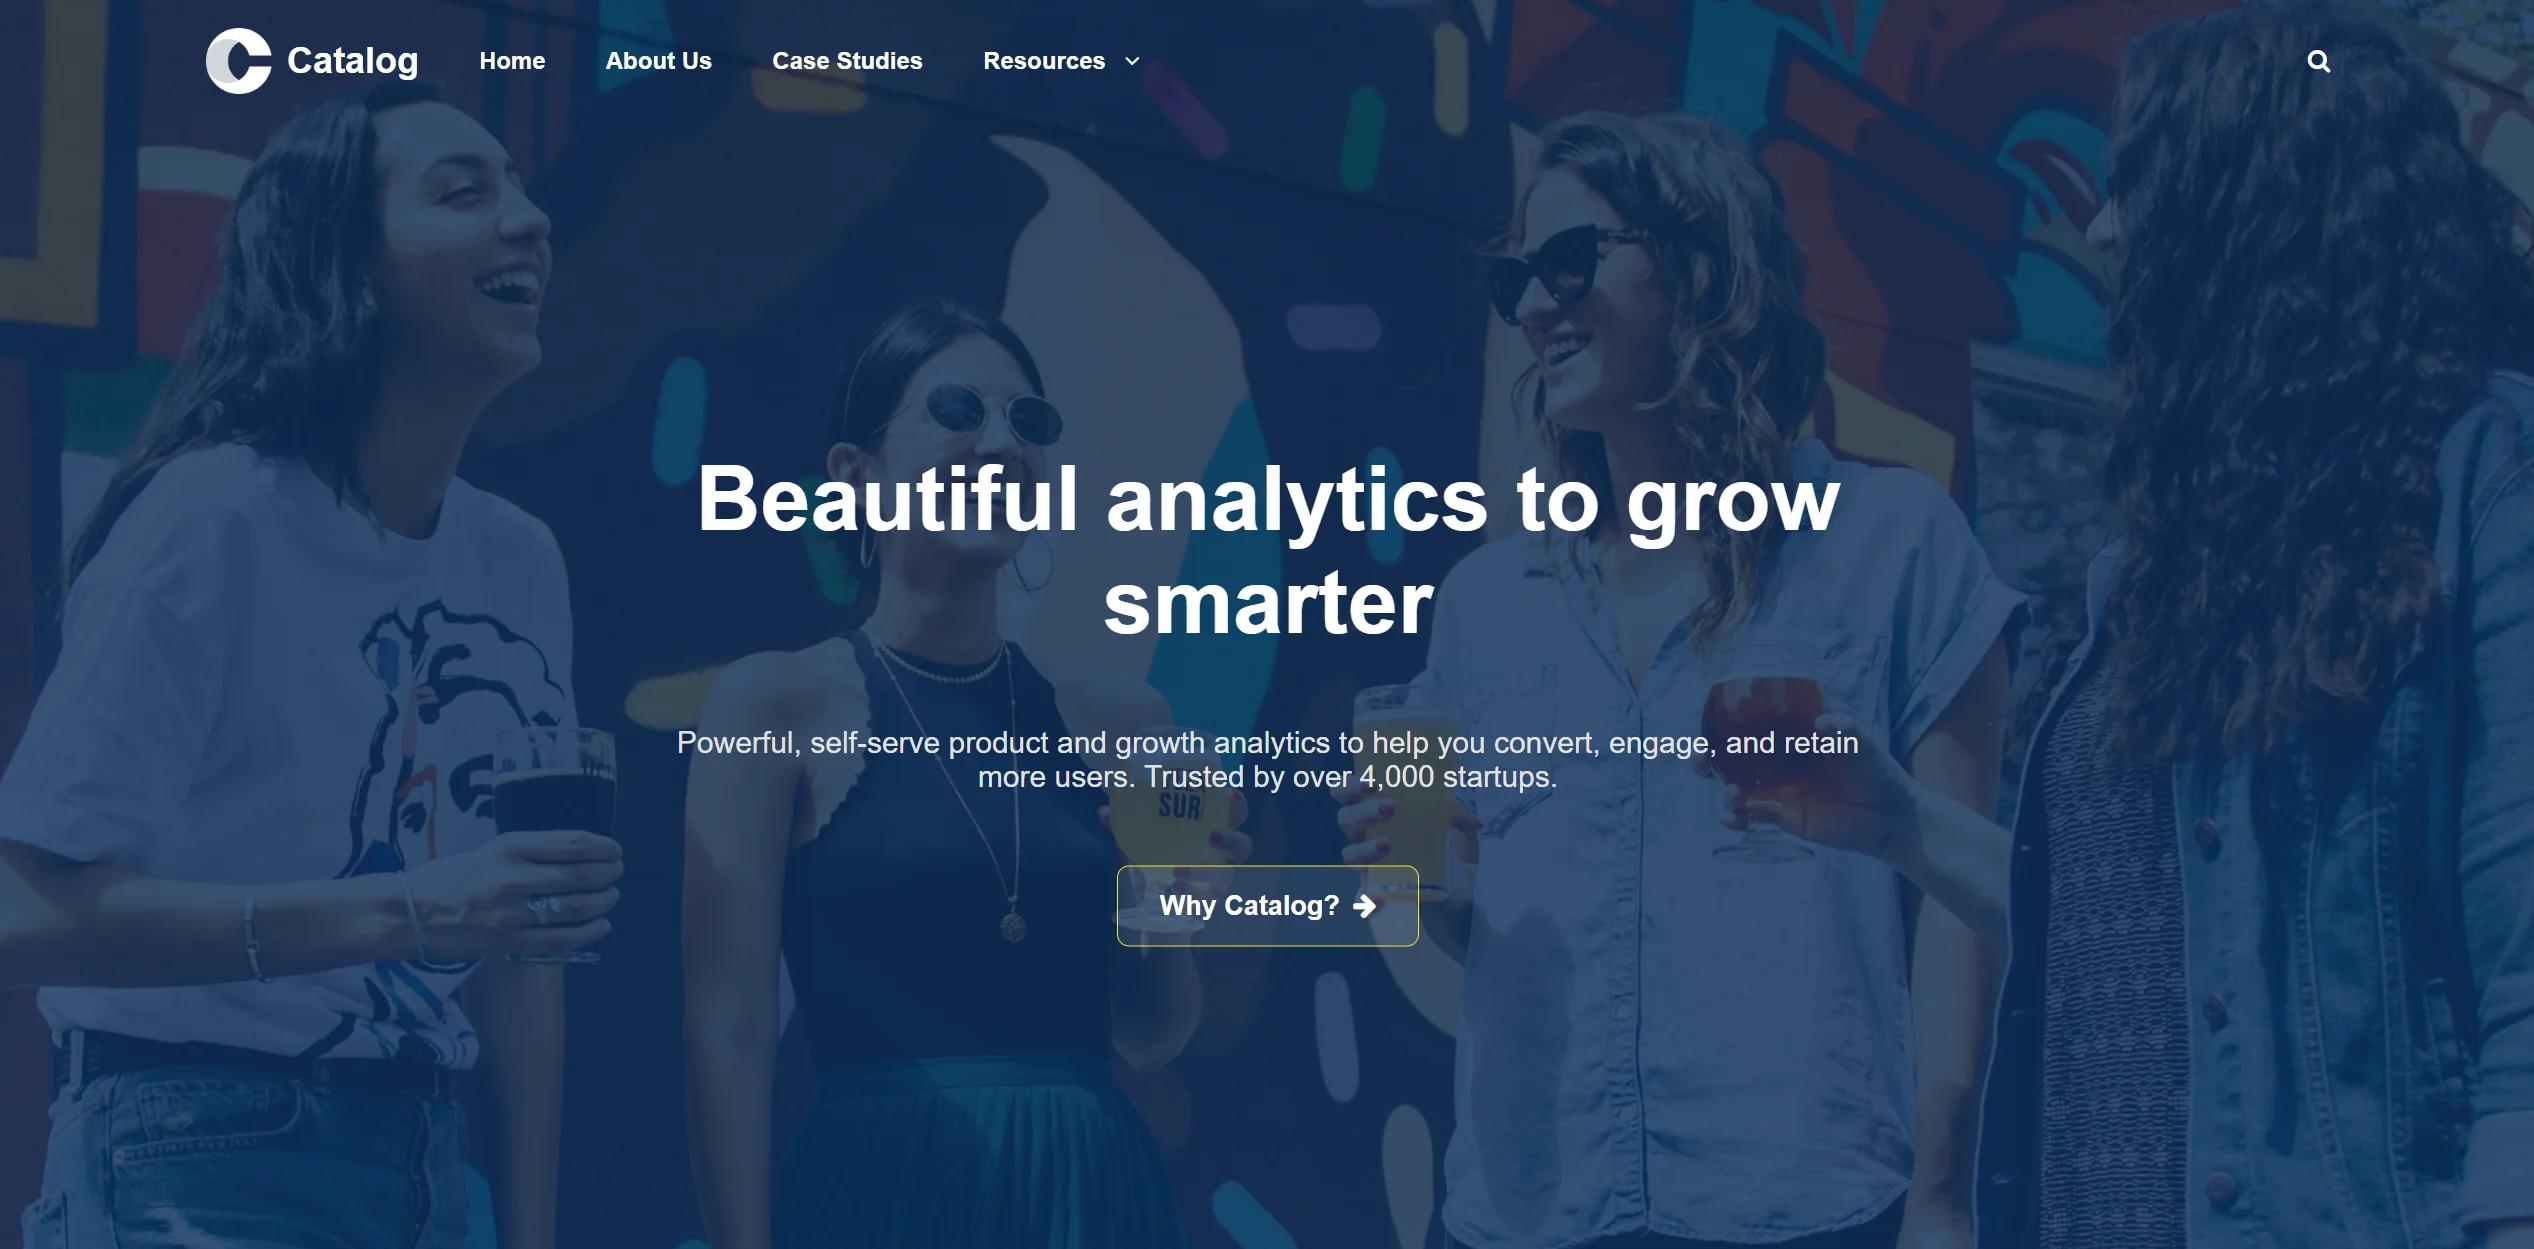 Catalog
Home
About Us
Case Studies
Resources
Beautiful analytics to grow
smarter
Powerful, self-serve product and growth analytics to help you convert, engage, and retain
more users. Trusted by over 4,000 startups.
SUR
Why Catalog?